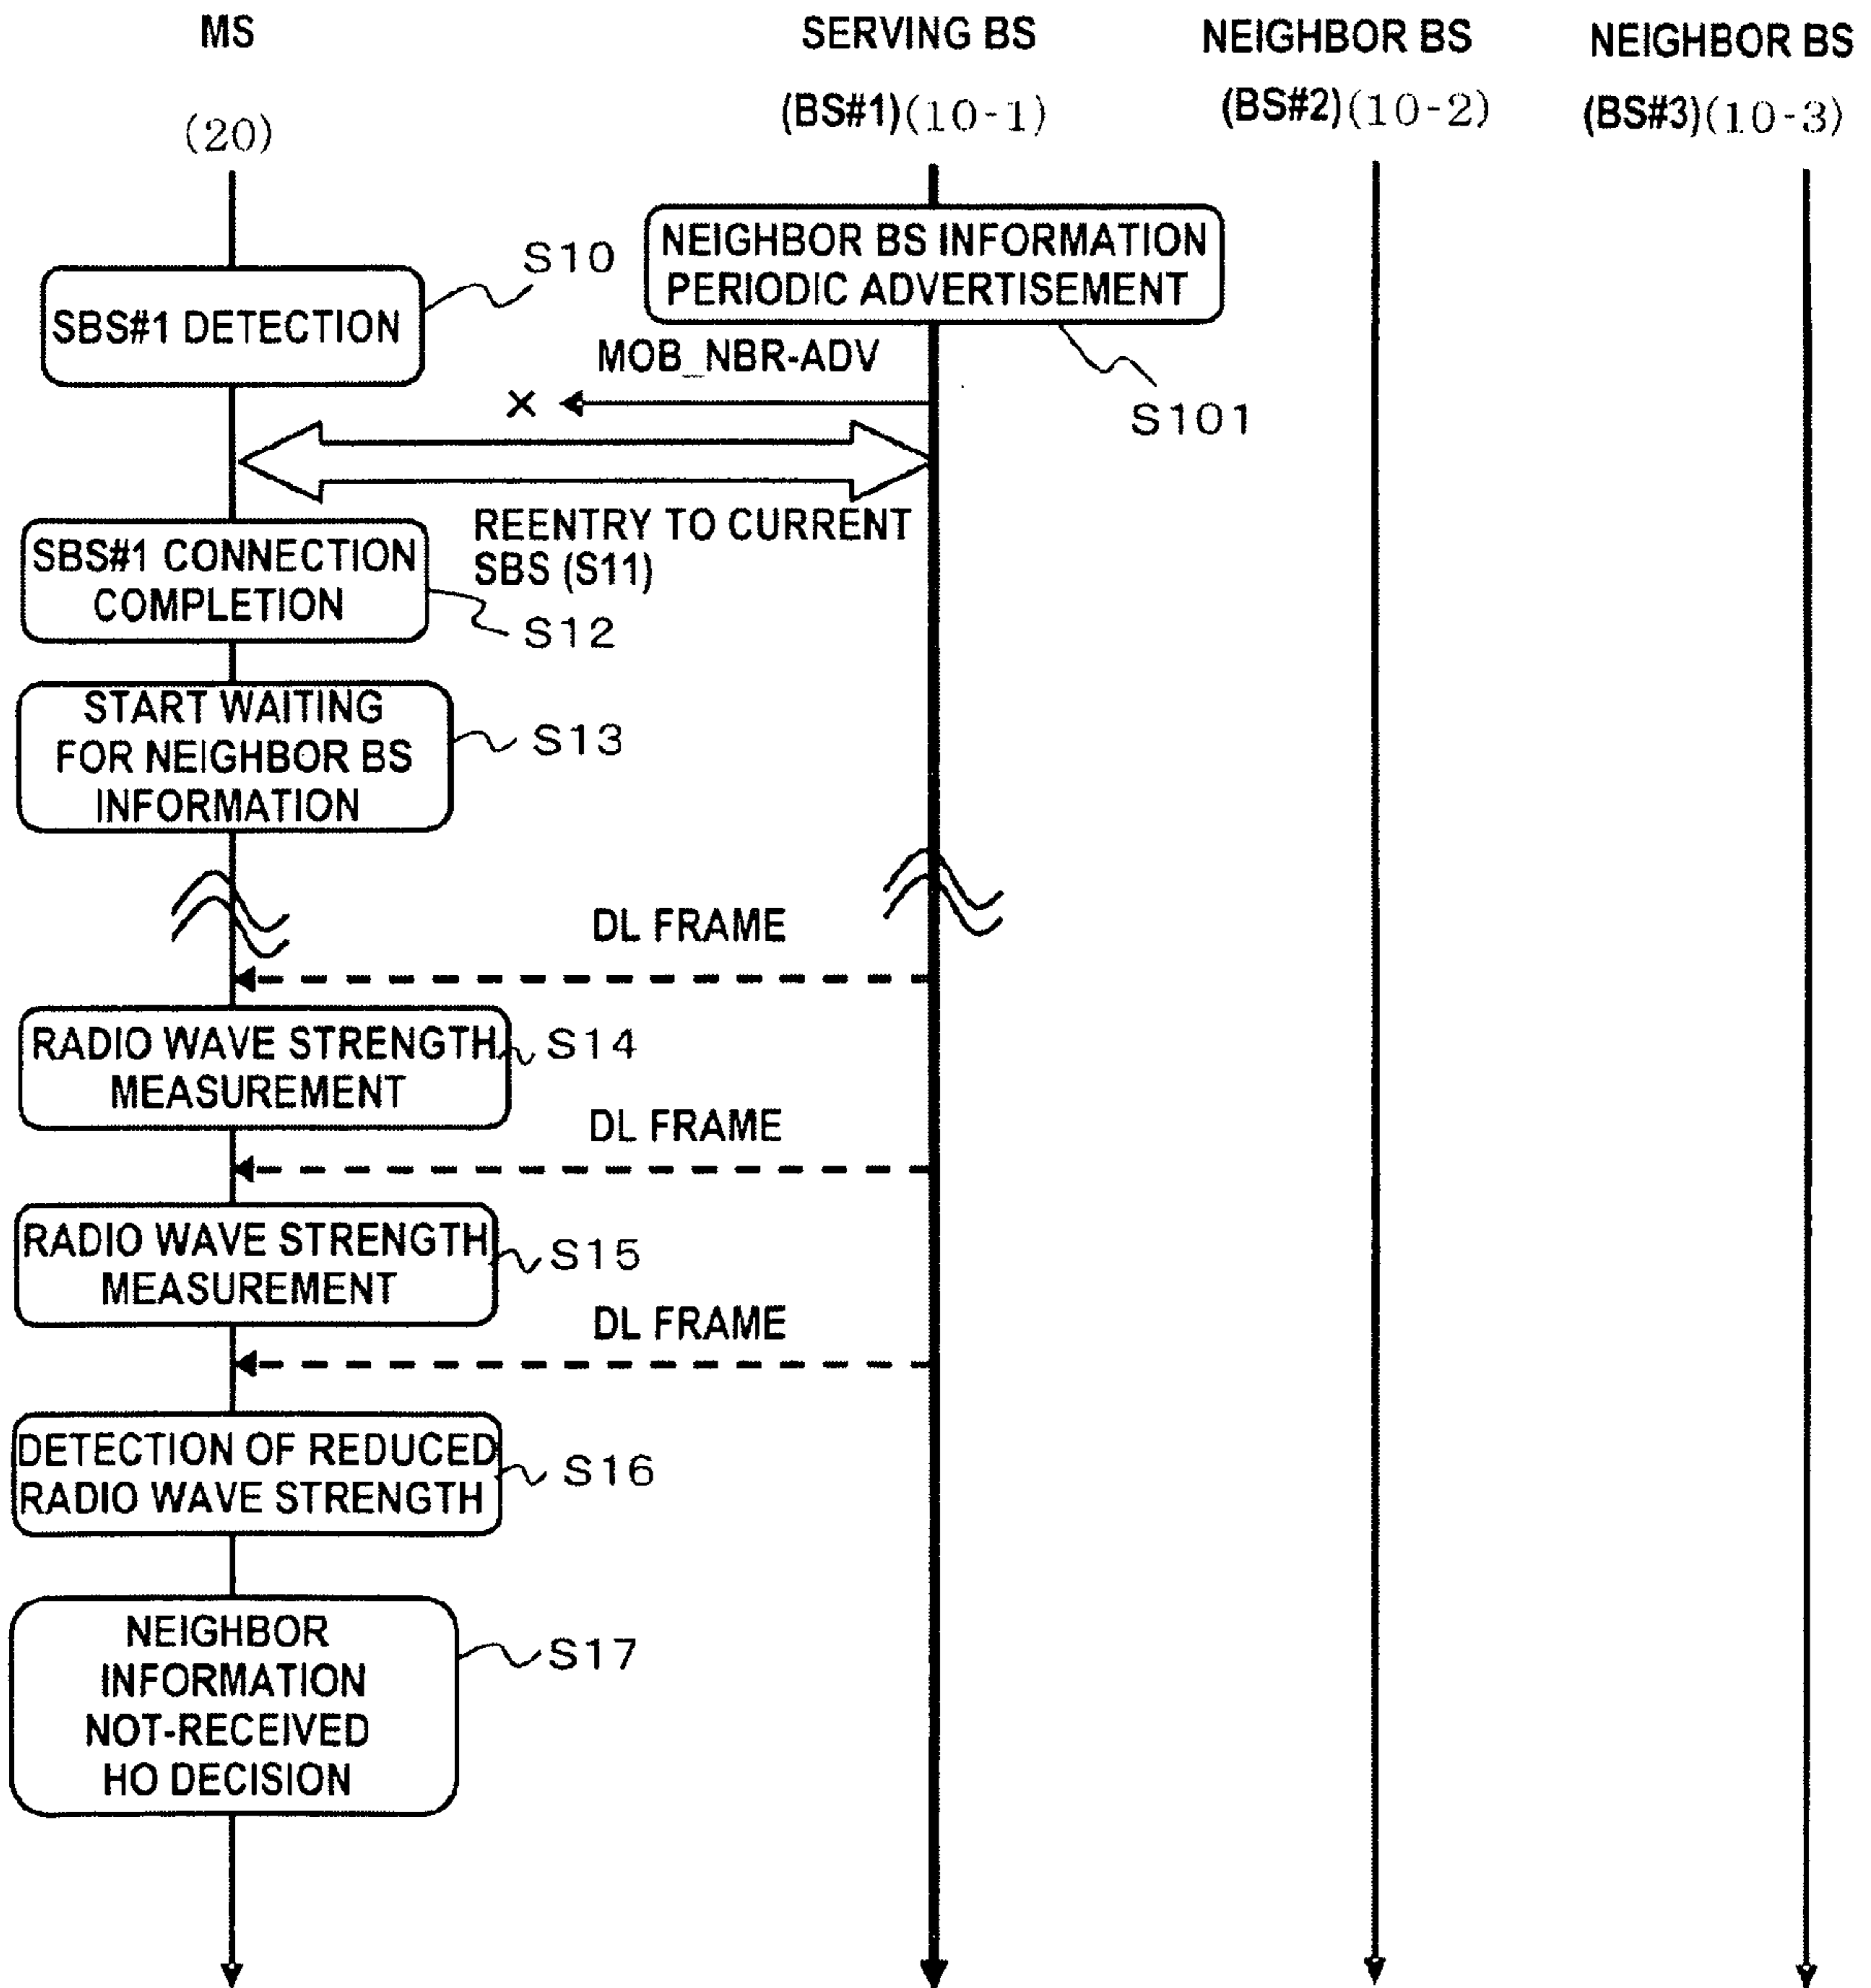 MS
(20)
SERVING BS
(BS#1)(10-1)
NEIGHBOR BS
(BS#2)(10-2)
NEIGHBOR BS
(BS#3)(10-3)
NEIGHBOR BS INFORMATION
PERIODIC ADVERTISEMENT
S101
SBS#1 DETECTION
S10
MOB_NBR-ADV
×
REENTRY TO CURRENT
SBS (S11)
SBS#1 CONNECTION
COMPLETION
S12
START WAITING
FOR NEIGHBOR BS
INFORMATION
S13
DL FRAME
RADIO WAVE STRENGTH
MEASUREMENT
S14
DL FRAME
RADIO WAVE STRENGTH
MEASUREMENT
S15
DL FRAME
DETECTION OF REDUCED
RADIO WAVE STRENGTH
S16
NEIGHBOR
INFORMATION
NOT-RECEIVED
HO DECISION
S17